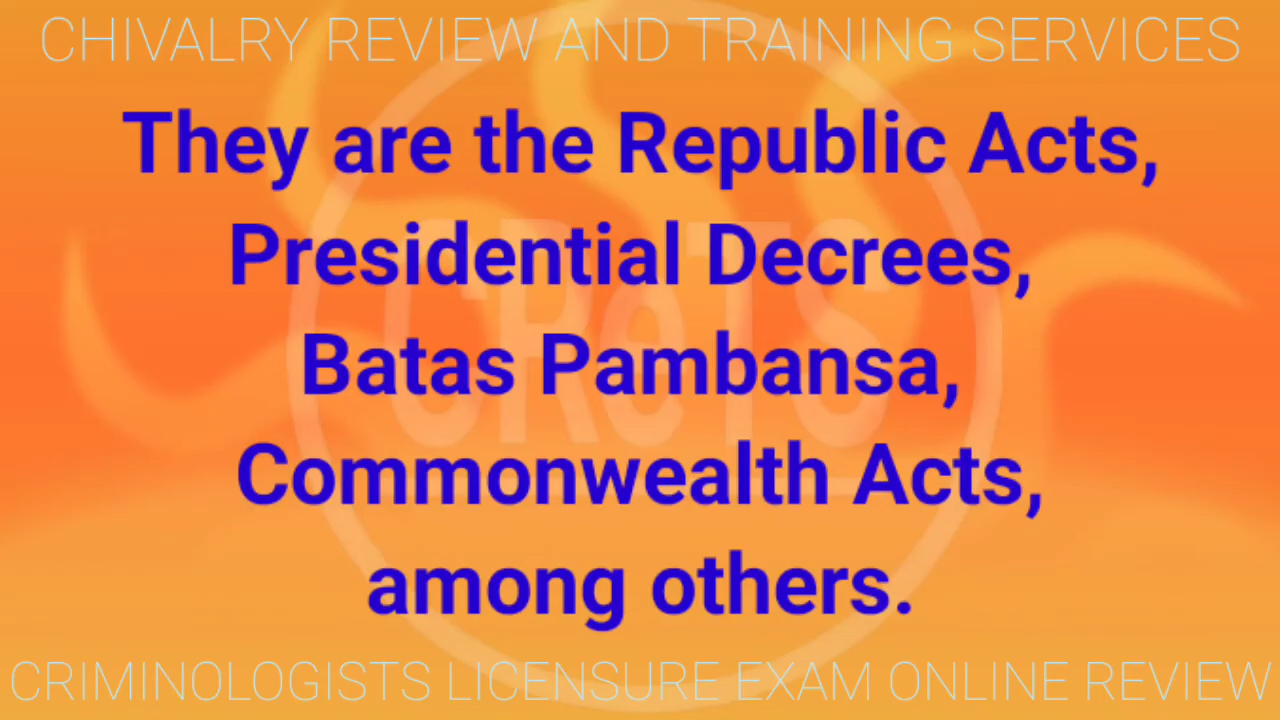 CHIVALRY REVIEW AND TRAINING SERVICES
They are the Republic Acts,
Presidential Decrees,
Batas Pambansa,
CReTS
Commonwealth Acts,
among others.
CRIMINOLOGISTS LICENSURE EXAM ONLINE REVIEW